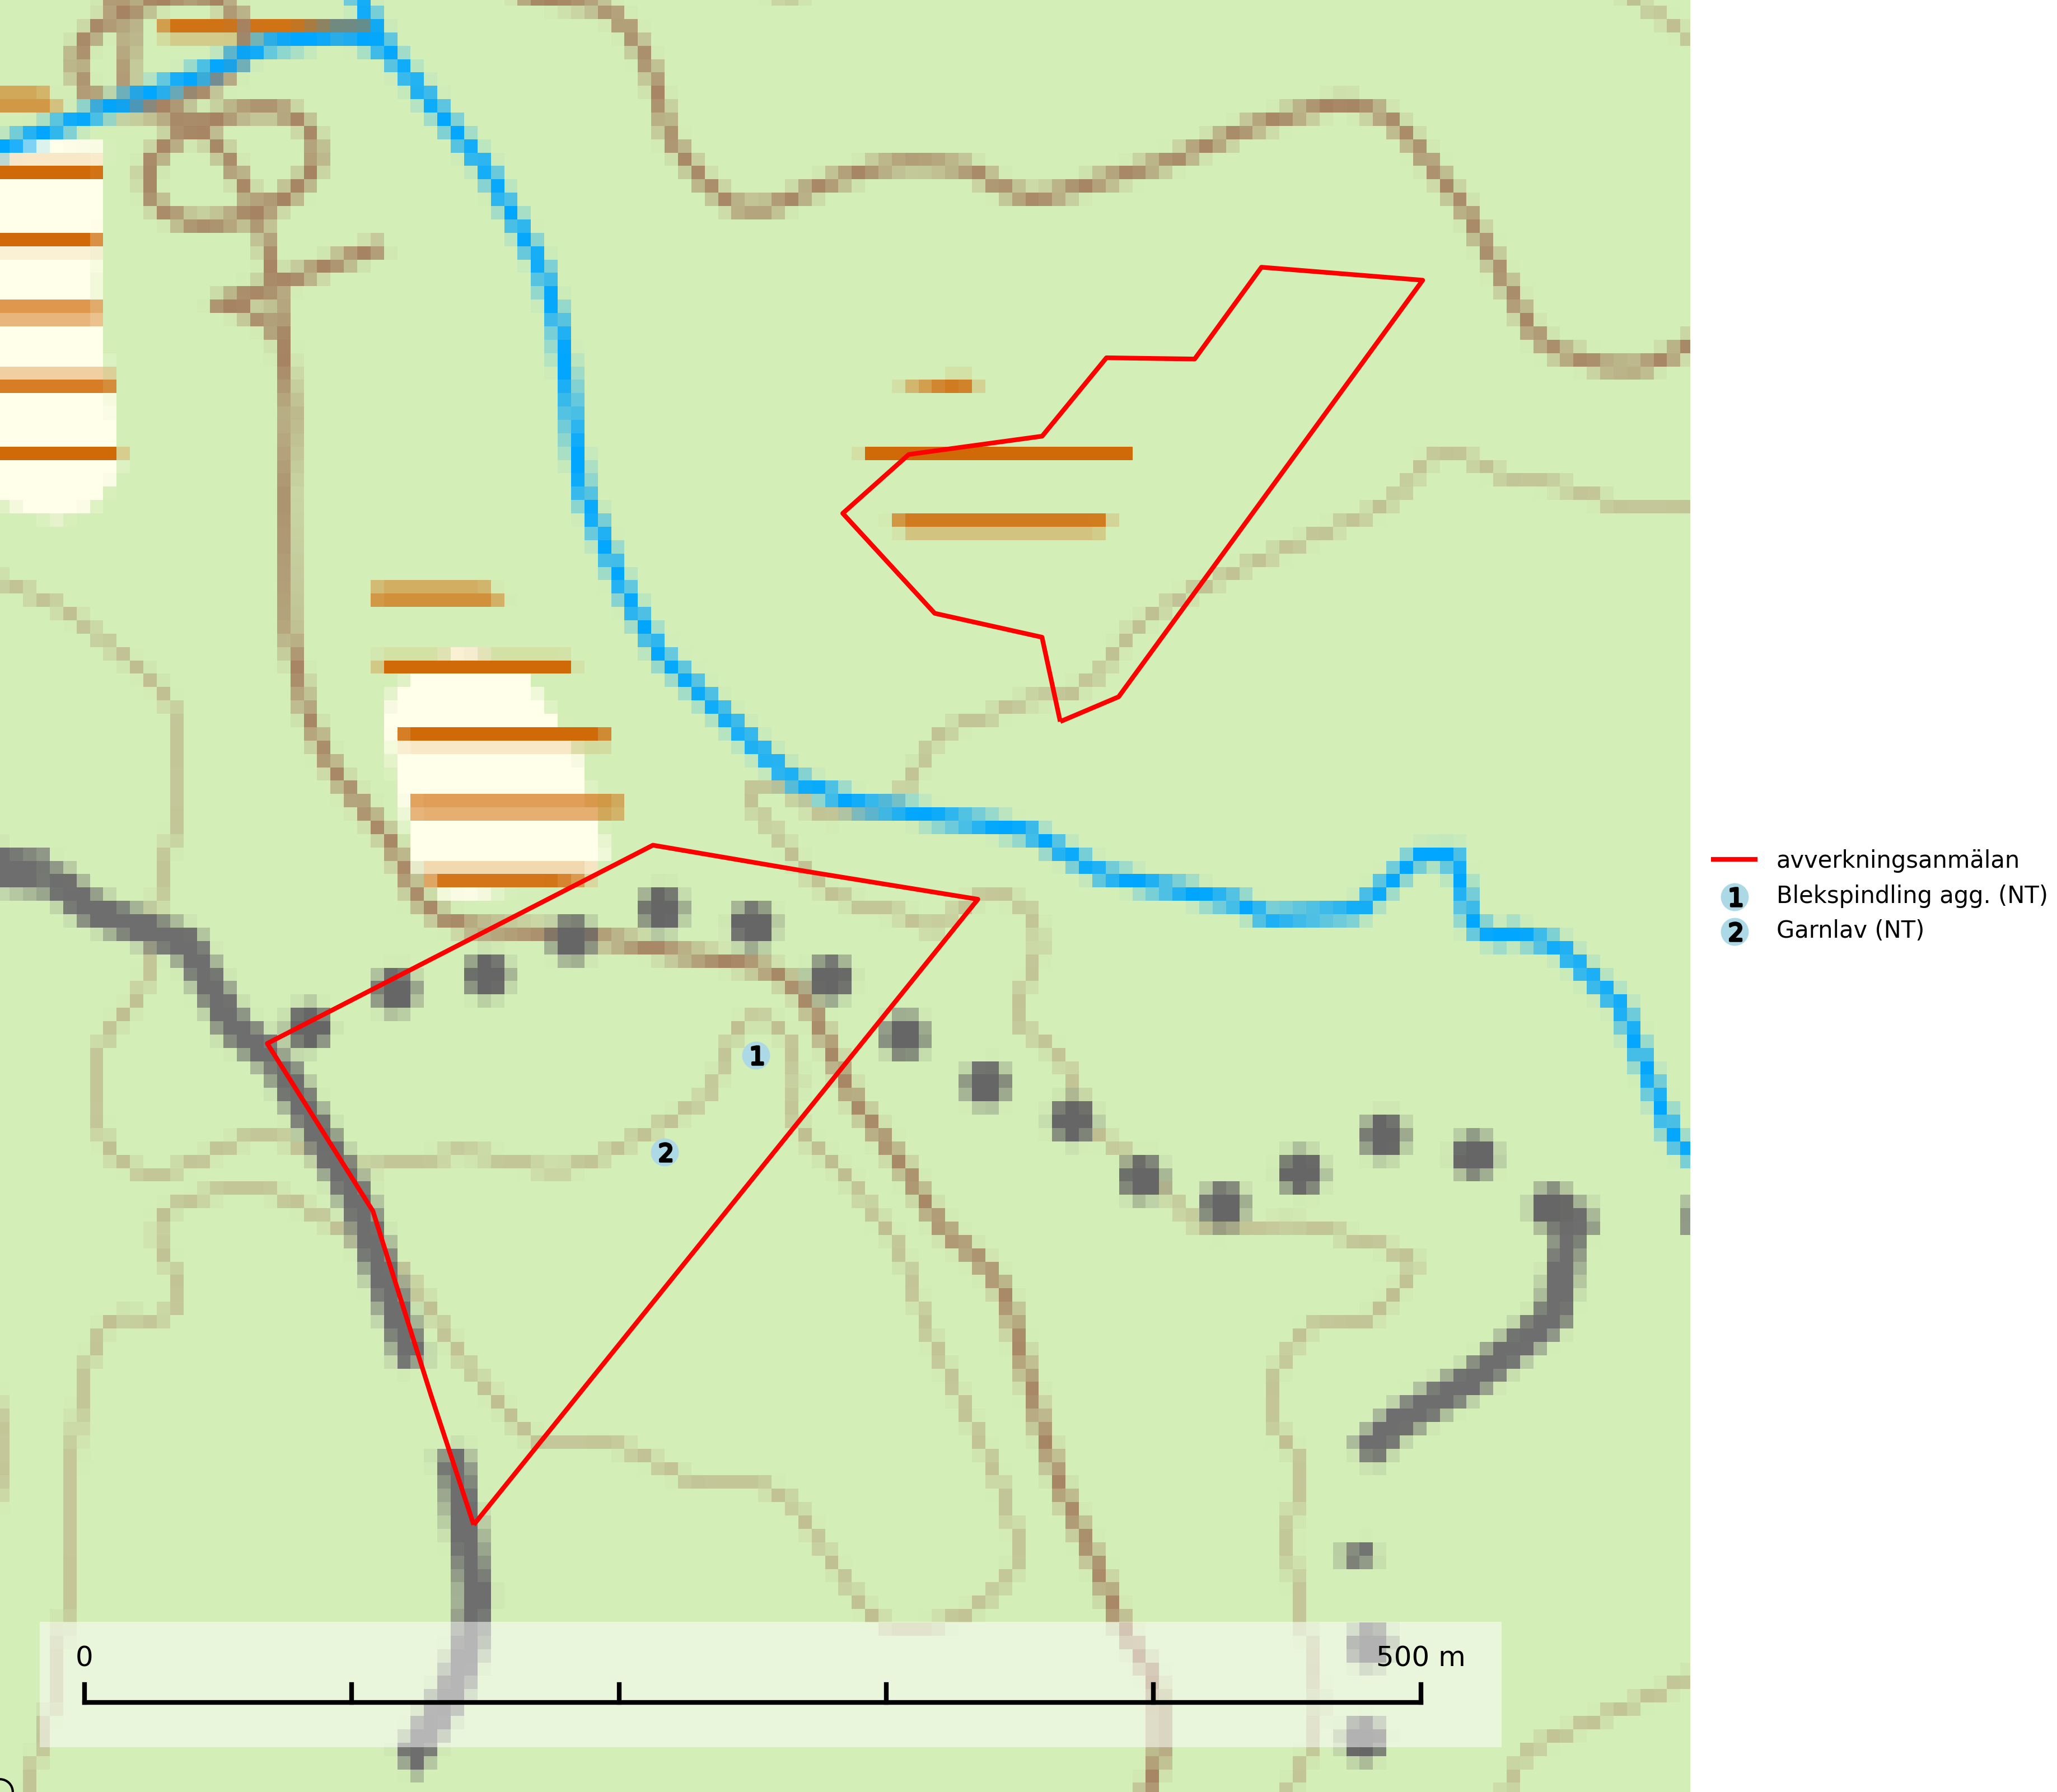 avverkningsanmälan
1 Blekspindling agg. (NT)
2 Garnlav (NT)
1
2
0 500 m